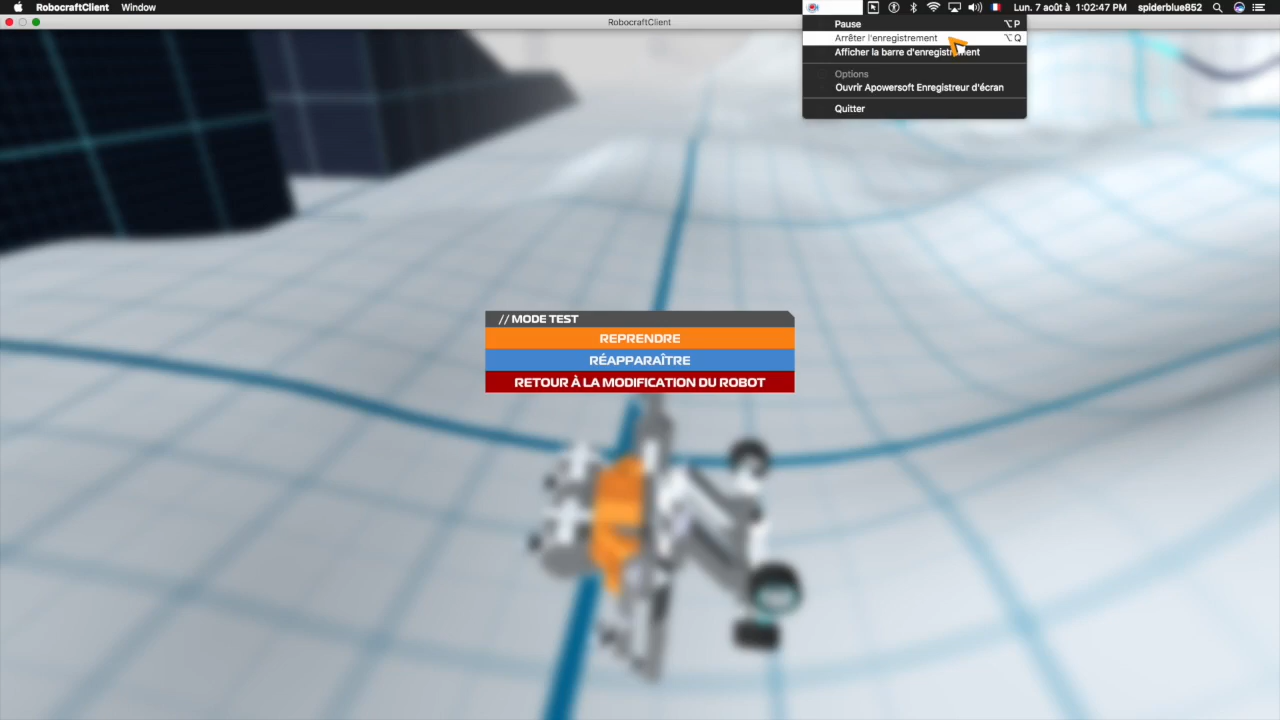 RobocraftClient Window Lun. 7 août à 1:02:47 PM spiderblue852
RobocraftClient
Pause ⌥P
Arrêter l'enregistrement ⌥Q
Afficher la barre d'enregistrement
Options
Ouvrir Apowersoft Enregistreur d'écran
Quitter
// MODE TEST
REPRENDRE
RÉAPPARAÎTRE
RETOUR À LA MODIFICATION DU ROBOT